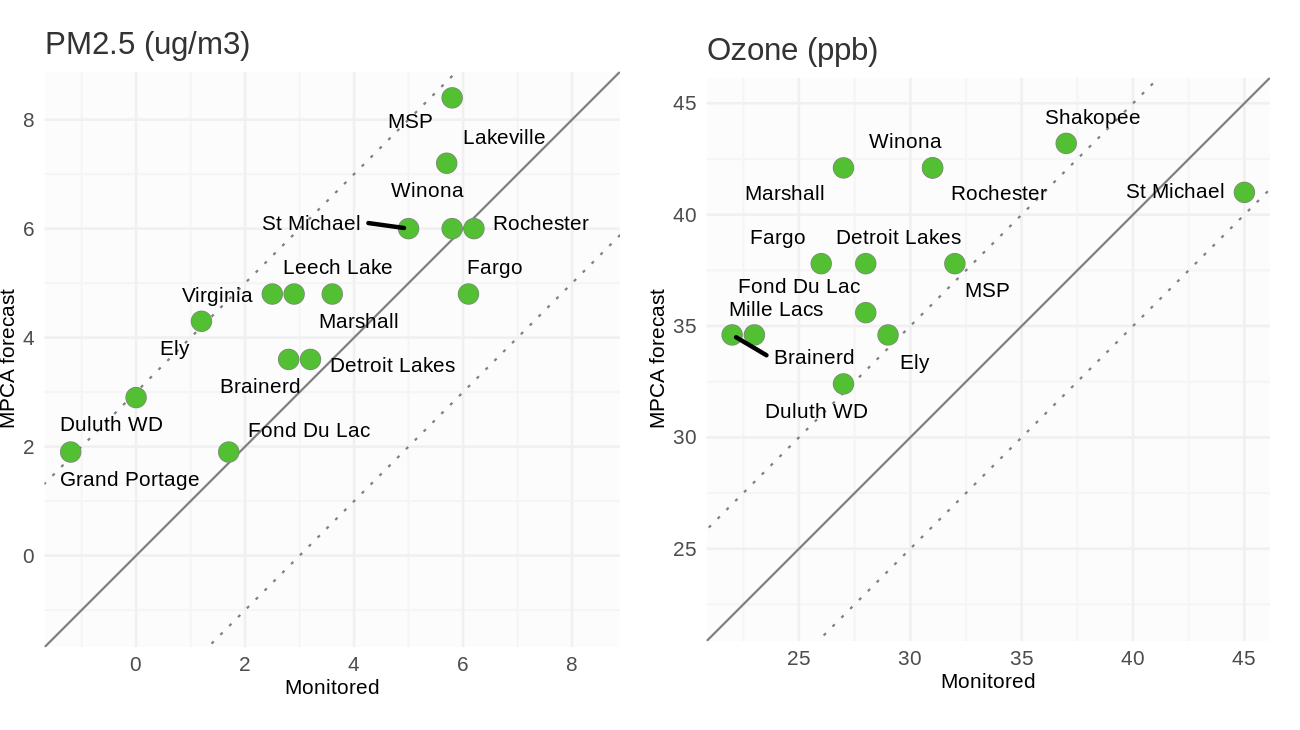 PM2.5 (ug/m3)
MPCA forecast
8
6
4
2
0
MSP
Lakeville
Winona
St Michael
Rochester
Leech Lake
Fargo
Virginia
Marshall
Ely
Detroit Lakes
Brainerd
Duluth WD
Fond Du Lac
Grand Portage
0 2 4 6 8
Monitored
Ozone (ppb)
MPCA forecast
45
40
35
30
25
Shakopee
Winona
Marshall
Rochester
St Michael
Fargo
Detroit Lakes
Fond Du Lac
MSP
Mille Lacs
Brainerd
Ely
Duluth WD
25 30 35 40 45
Monitored